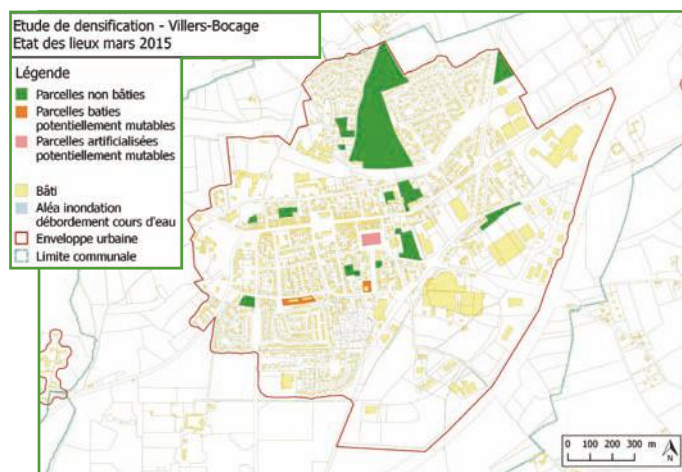 Etude de densification - Villers-Bocage
Etat des lieux mars 2015
Légende
Parcelles non bâties
Parcelles baties
potentiellement mutables
Parcelles artificialisées
potentiellement mutables
Bâti
Aléa inondation
débordement cours d'eau
Enveloppe urbaine
Limite communale
0 100 200 300 m
N